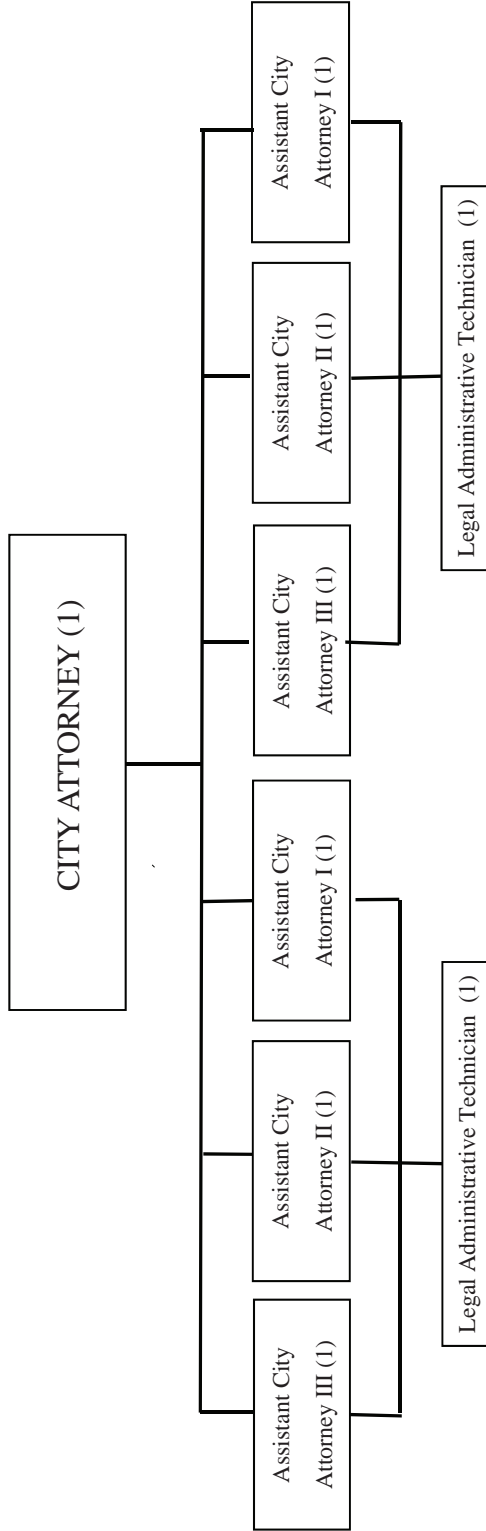 CITY ATTORNEY (1)
Assistant City
Attorney III (1)
Assistant City
Attorney II (1)
Assistant City
Attorney I (1)
Assistant City
Attorney III (1)
Assistant City
Attorney II (1)
Assistant City
Attorney I (1)
Legal Administrative Technician  (1)
Legal Administrative Technician  (1)